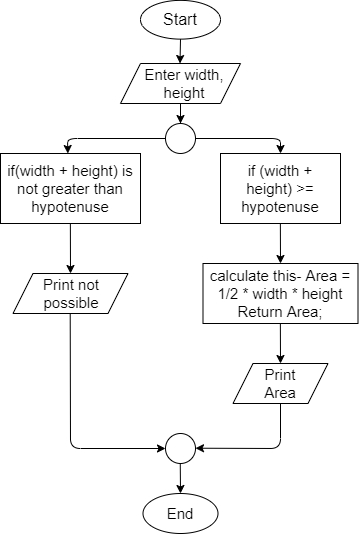 Start
Enter width,
height
if(width + height) is
not greater than
hypotenuse
if (width +
height) >=
hypotenuse
Print not
possible
calculate this- Area =
1/2 * width * height
Return Area;
Print
Area
End